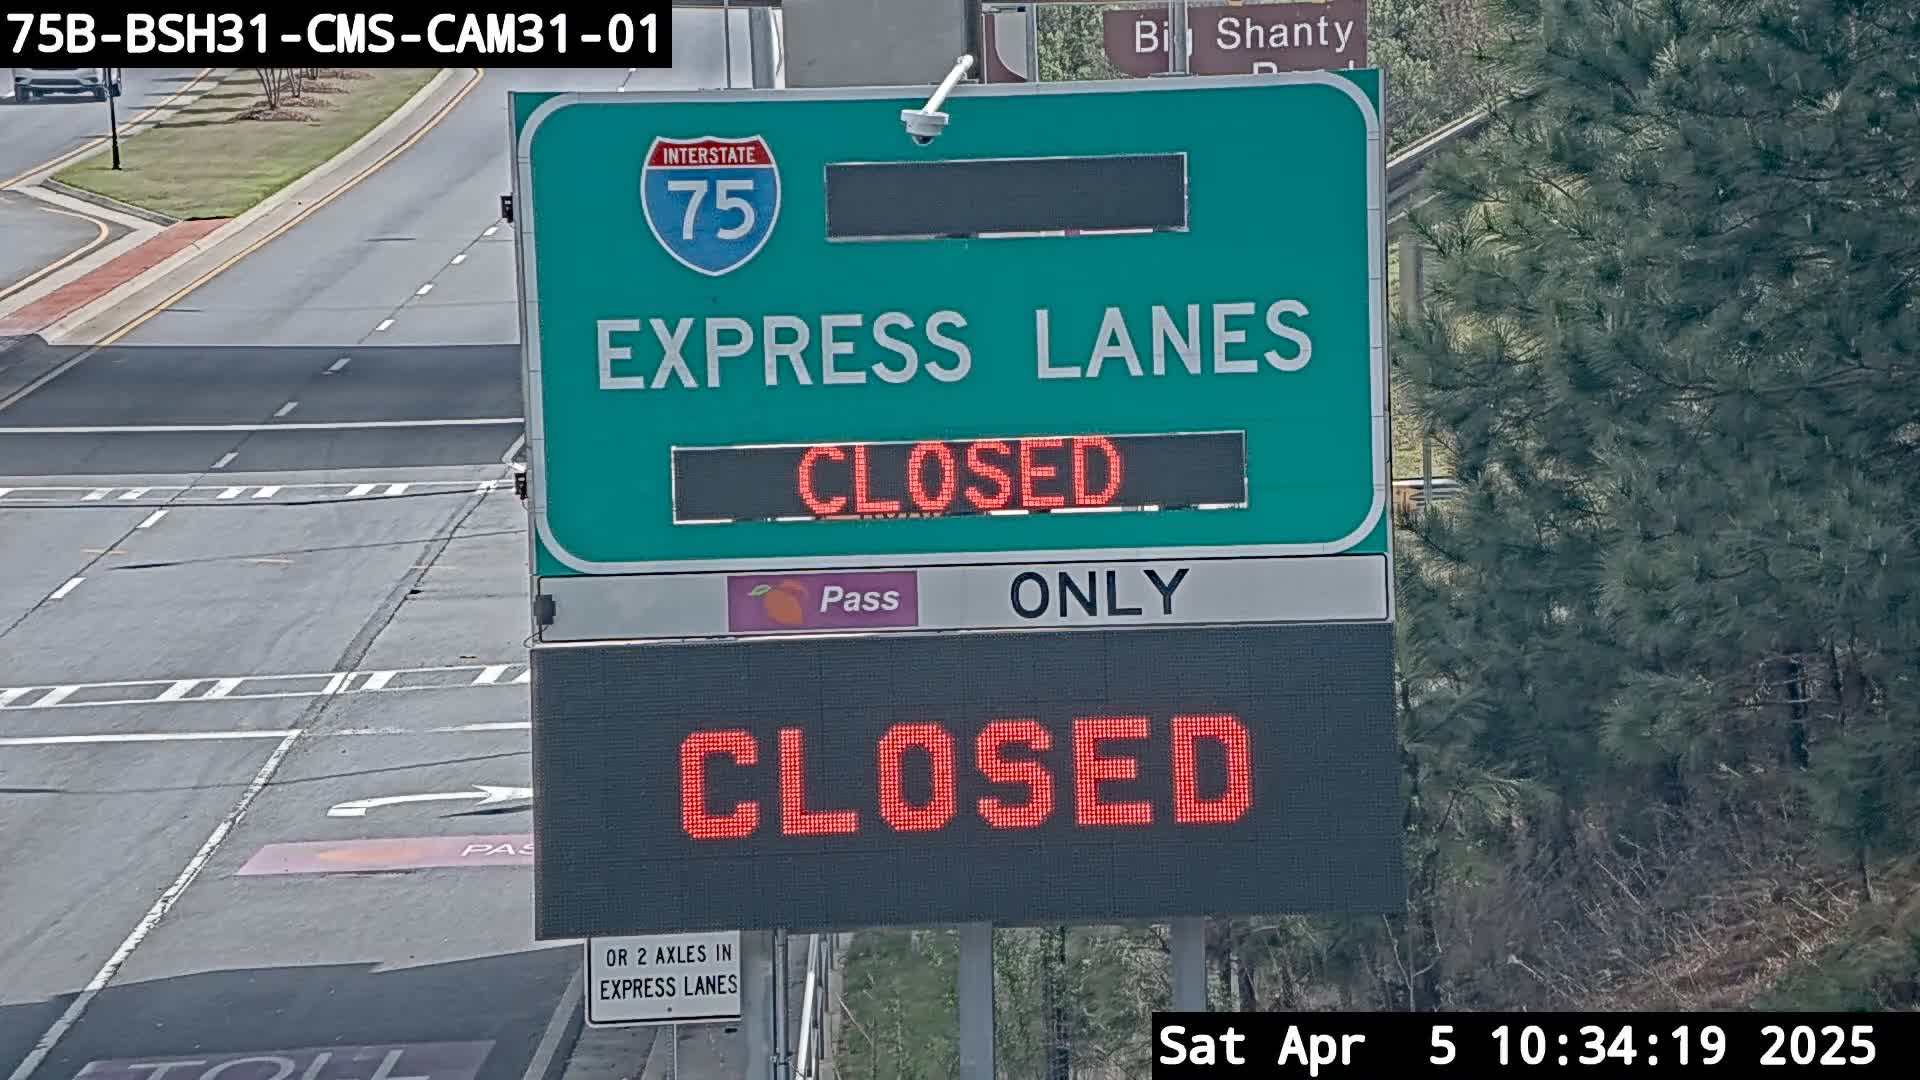 75B-BSH31-CMS-CAM31-01
Big Shanty
INTERSTATE
75
EXPRESS LANES
CLOSED
Pass ONLY
CLOSED
OR 2 AXLES IN
EXPRESS LANES
TOLL
Sat Apr 5 10:34:19 2025